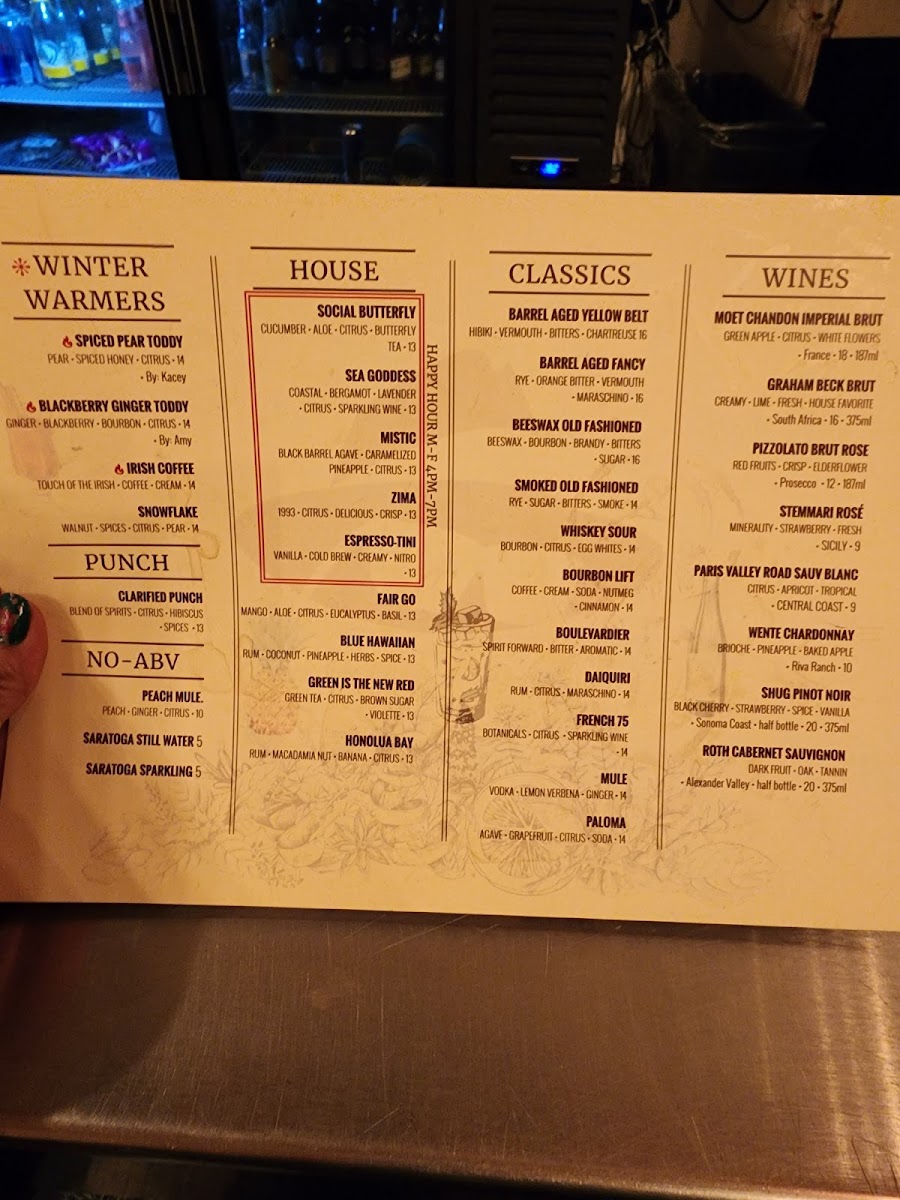 WINTER
WARMERS
SPICED PEAR TODDY
PEAR • SPICED HONEY • CITRUS • 14
• By: Kacey
BLACKBERRY GINGER TODDY
GINGER • BLACKBERRY • BOURBON • CITRUS • 14
• By: Amy
IRISH COFFEE
TOUCH OF THE IRISH • COFFEE • CREAM • 14
SNOWFLAKE
WALNUT • SPICES • CITRUS • PEAR • 14
PUNCH
CLARIFIED PUNCH
BLEND OF SPIRITS • CITRUS • HIBISCUS
• SPICES • 13
NO-ABV
PEACH MULE.
PEACH • GINGER • CITRUS • 10
SARATOGA STILL WATER 5
SARATOGA SPARKLING 5
HOUSE
SOCIAL BUTTERFLY
CUCUMBER • ALOE • CITRUS • BUTTERFLY
TEA • 13
SEA GODDESS
COASTAL • BERGAMOT • LAVENDER
• CITRUS • SPARKLING WINE • 13
MISTIC
BLACK BARREL AGAVE • CARAMELIZED
PINEAPPLE • CITRUS • 13
ZIMA
1993 • CITRUS • DELICIOUS • CRISP • 13
ESPRESSO-TINI
VANILLA • COLD BREW • CREAMY • NITRO
• 13
HAPPY HOUR M-F 4PM-7PM
FAIR GO
MANGO • ALOE • CITRUS • EUCALYPTUS • BASIL • 13
BLUE HAWAIIAN
RUM • COCONUT • PINEAPPLE • HERBS • SPICE • 13
GREEN IS THE NEW RED
GREEN TEA • CITRUS • BROWN SUGAR
• VIOLETTE • 13
HONOLUA BAY
RUM • MACADAMIA NUT • BANANA • CITRUS • 13
CLASSICS
BARREL AGED YELLOW BELT
HIBIKI • VERMOUTH • BITTERS • CHARTREUSE 16
BARREL AGED FANCY
RYE • ORANGE BITTER • VERMOUTH
• MARASCHINO • 16
BEESWAX OLD FASHIONED
BEESWAX • BOURBON • BRANDY • BITTERS
• SUGAR • 16
SMOKED OLD FASHIONED
RYE • SUGAR • BITTERS • SMOKE • 14
WHISKEY SOUR
BOURBON • CITRUS • EGG WHITES • 14
BOURBON LIFT
COFFEE • CREAM • SODA • NUTMEG
• CINNAMON • 14
BOULEVARDIER
SPIRIT FORWARD • BITTER • AROMATIC • 14
DAIQUIRI
RUM • CITRUS • MARASCHINO • 14
FRENCH 75
BOTANICALS • CITRUS • SPARKLING WINE
• 14
MULE
VODKA • LEMON VERBENA • GINGER • 14
PALOMA
AGAVE • GRAPEFRUIT • CITRUS • SODA • 14
WINES
MOET CHANDON IMPERIAL BRUT
GREEN APPLE • CITRUS • WHITE FLOWERS
• France • 18 • 187ml
GRAHAM BECK BRUT
CREAMY • LIME • FRESH • HOUSE FAVORITE
• South Africa • 16 • 375ml
PIZZOLATO BRUT ROSE
RED FRUITS • CRISP • ELDERFLOWER
• Prosecco • 12 • 187ml
STEMMARI ROSÉ
MINERALITY • STRAWBERRY • FRESH
• SICILY • 9
PARIS VALLEY ROAD SAUV BLANC
CITRUS • APRICOT • TROPICAL
• CENTRAL COAST • 9
WENTE CHARDONNAY
BRIOCHE • PINEAPPLE • BAKED APPLE
• Riva Ranch • 10
SHUG PINOT NOIR
BLACK CHERRY • STRAWBERRY • SPICE • VANILLA
• Sonoma Coast • half bottle • 20 • 375ml
ROTH CABERNET SAUVIGNON
DARK FRUIT • OAK • TANNIN
• Alexander Valley • half bottle • 20 • 375ml